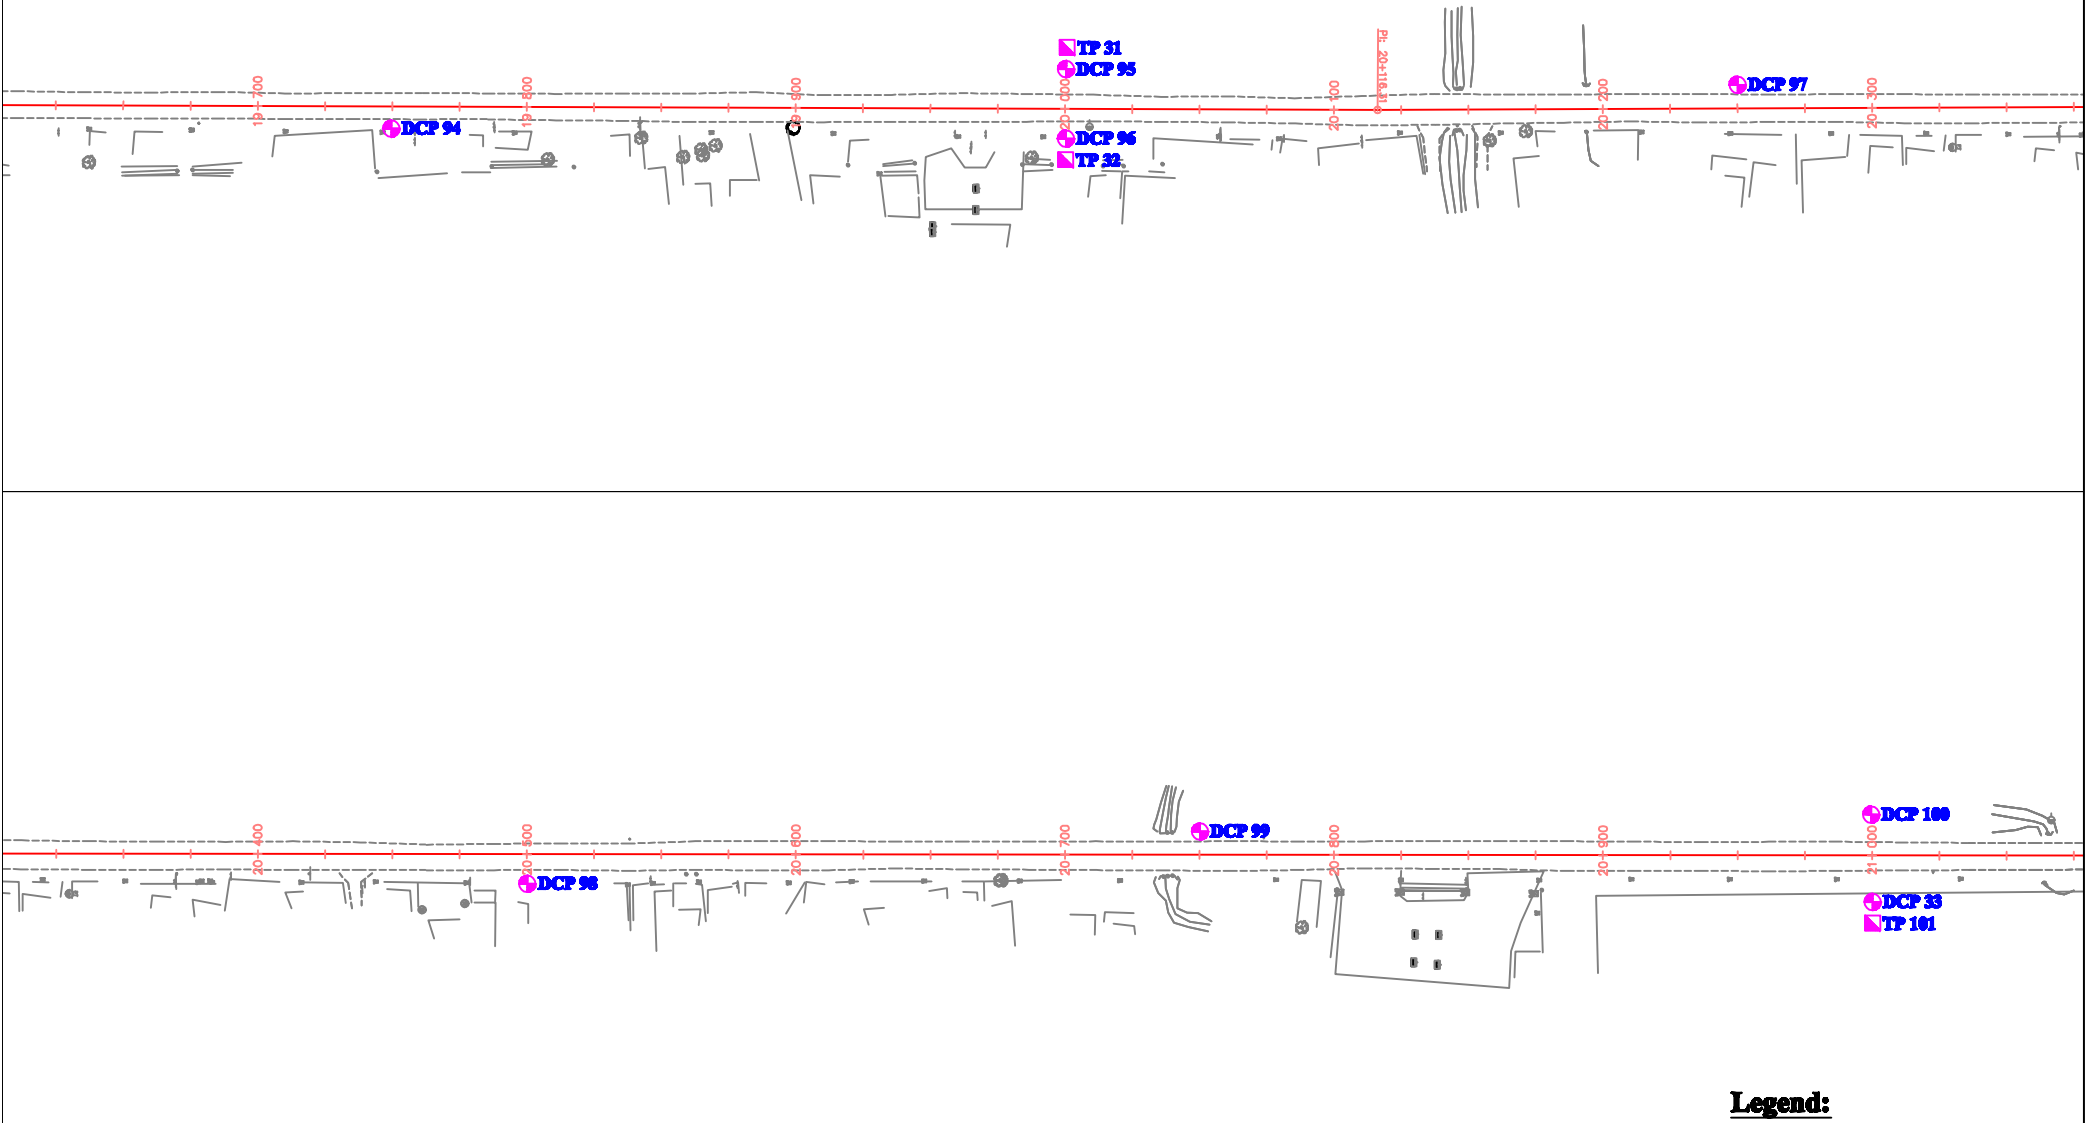 TP 31
DCP 95
PI: 20+116.31
19+700
19+800
19+900
20+000
20+100
20+200
20+300
DCP 97
DCP 94
DCP 96
TP 32
DCP 99
DCP 100
20+400
20+500
20+600
20+700
20+800
20+900
21+000
DCP 98
DCP 33
TP 101
Legend: